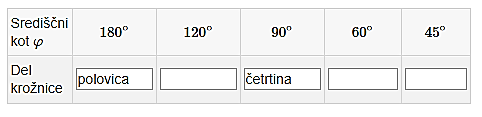 Središčni kot φ 180° 120° 90° 60° 45°
Del krožnice polovica četrtina